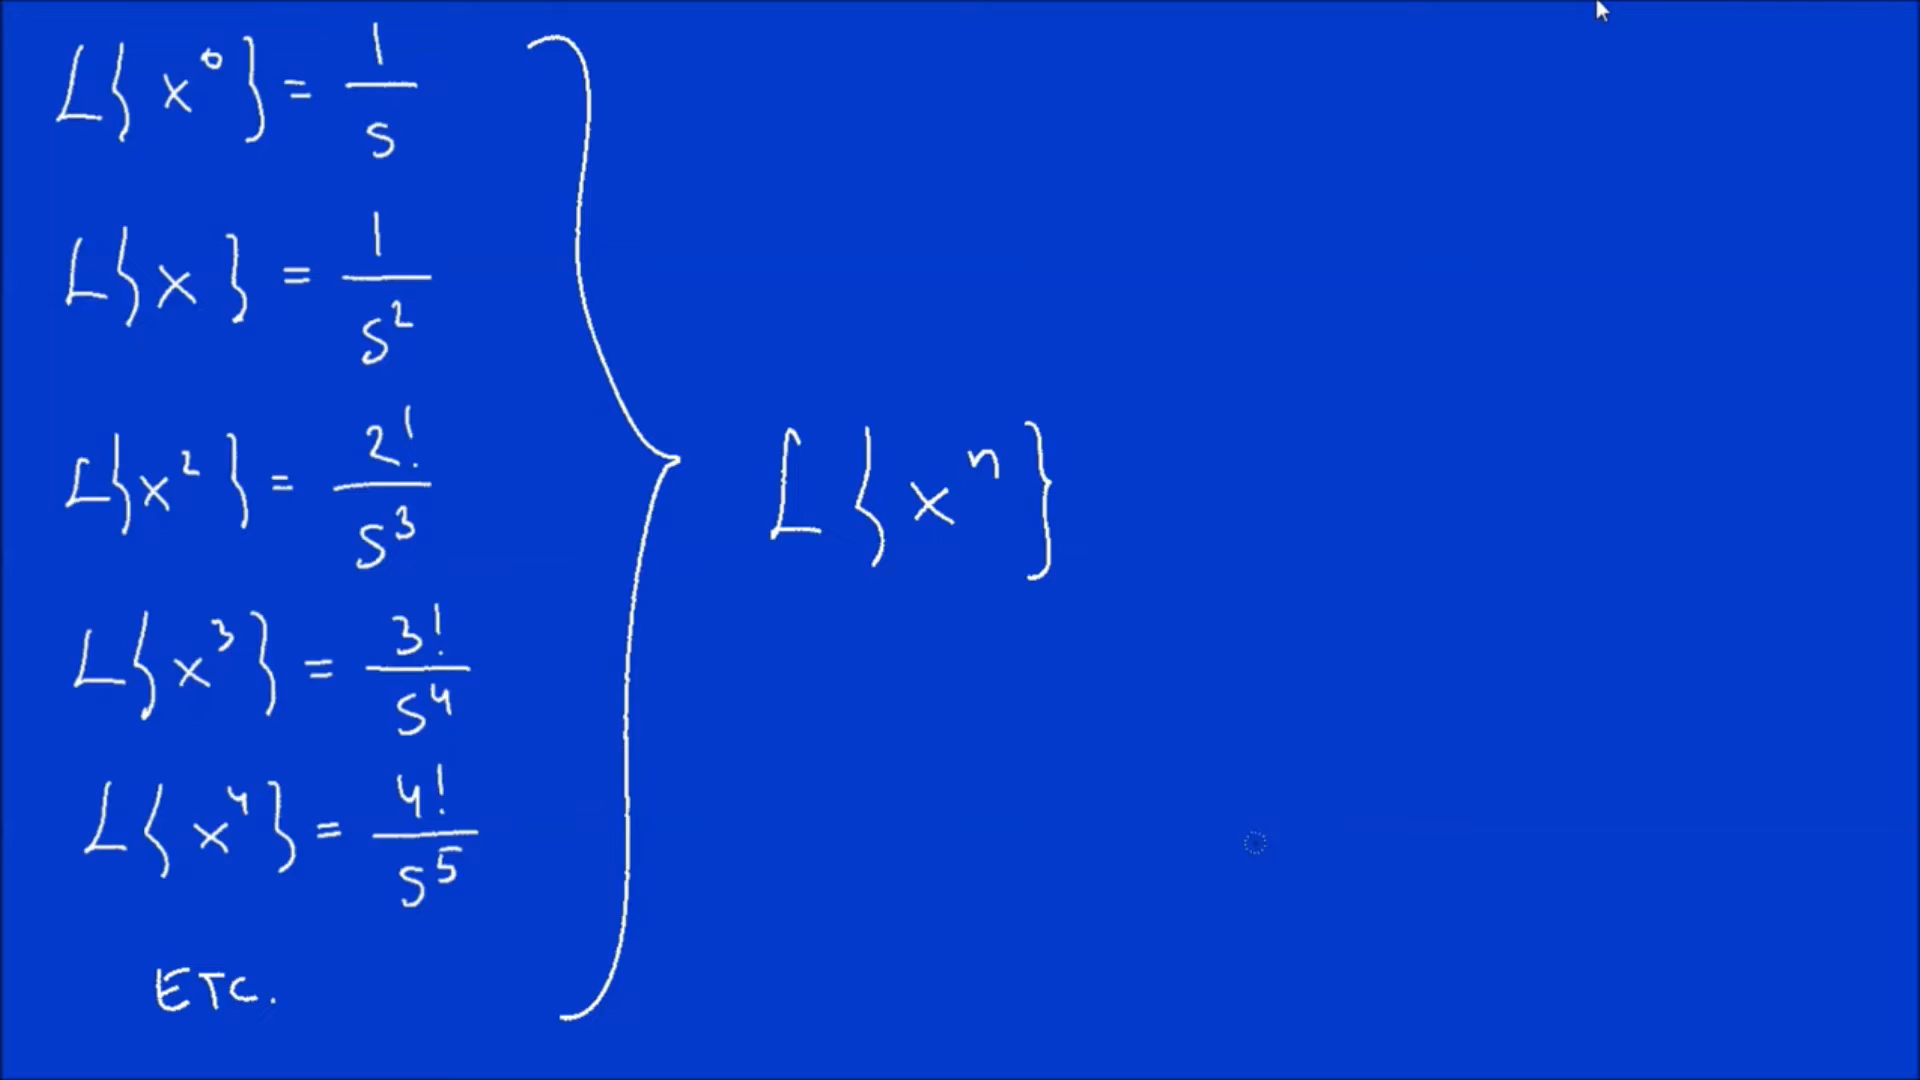 L{x⁰} = 1/s
L{x} = 1/s²
L{x²} = 2!/s³
L{x³} = 3!/s⁴
L{x⁴} = 4!/s⁵
ETC.
L{xⁿ}